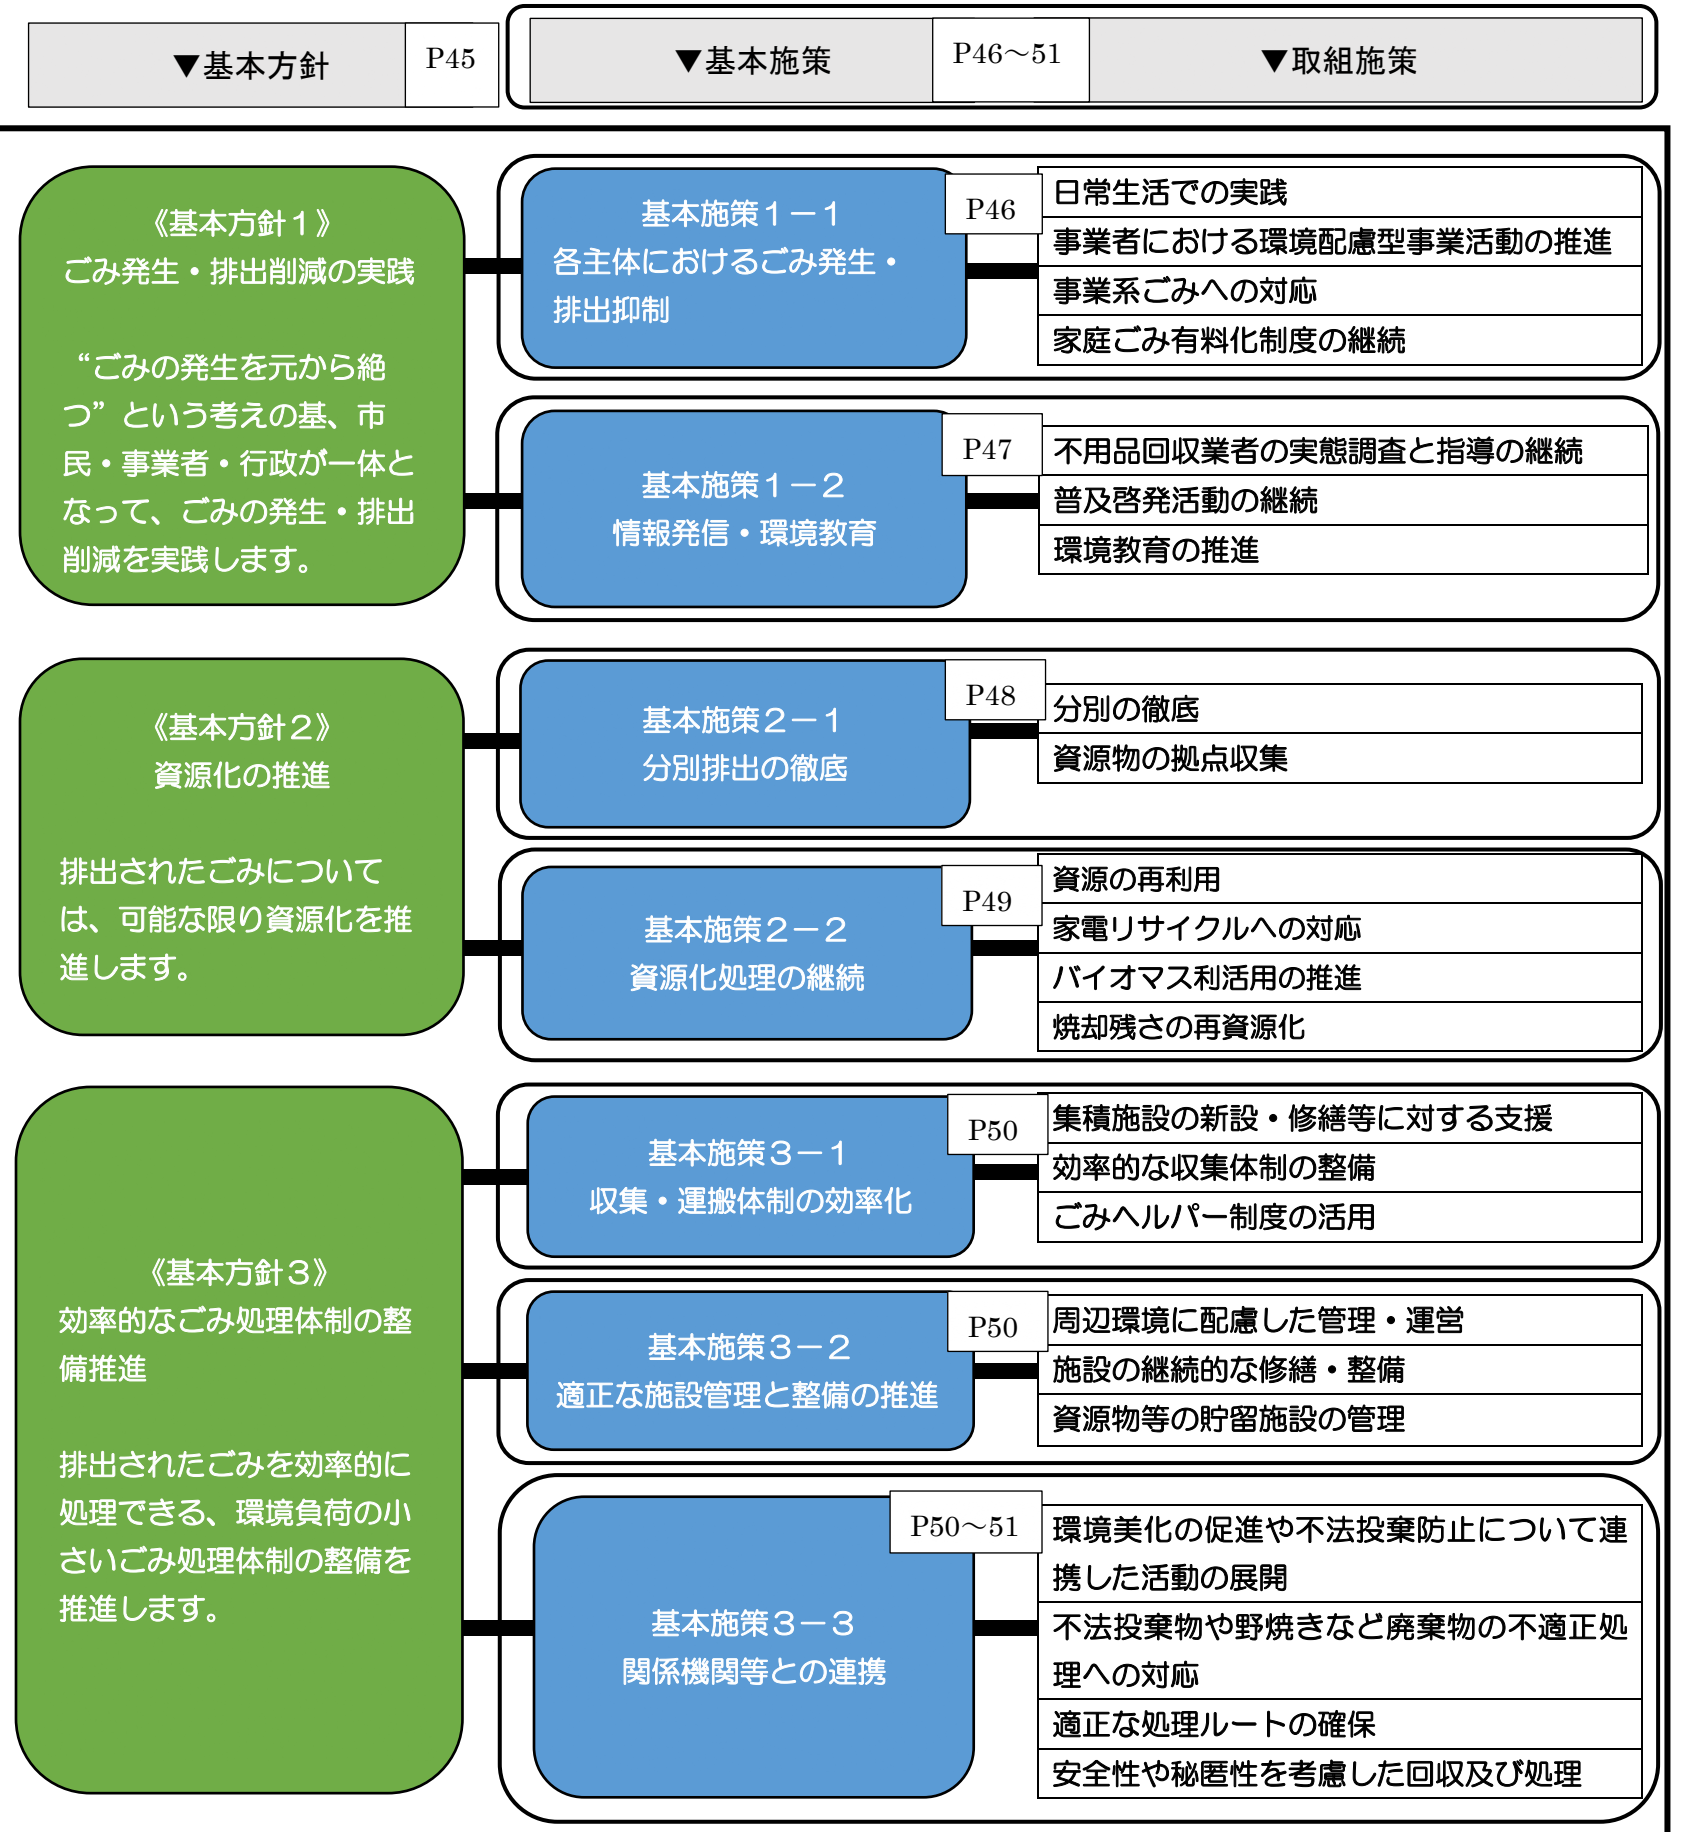 ▼基本方針
P45
▼基本施策
P46～51
▼取組施策
《基本方針１》
ごみ発生・排出削減の実践
“ごみの発生を元から絶
つ”という考えの基、市
民・事業者・行政が一体と
なって、ごみの発生・排出
削減を実践します。
基本施策１－１
各主体におけるごみ発生・
排出抑制
P46
日常生活での実践
事業者における環境配慮型事業活動の推進
事業系ごみへの対応
家庭ごみ有料化制度の継続
基本施策１－２
情報発信・環境教育
P47
不用品回収業者の実態調査と指導の継続
普及啓発活動の継続
環境教育の推進
《基本方針２》
資源化の推進
排出されたごみについて
は、可能な限り資源化を推
進します。
基本施策２－１
分別排出の徹底
P48
分別の徹底
資源物の拠点収集
基本施策２－２
資源化処理の継続
P49
資源の再利用
家電リサイクルへの対応
バイオマス利活用の推進
焼却残さの再資源化
《基本方針３》
効率的なごみ処理体制の整
備推進
排出されたごみを効率的に
処理できる、環境負荷の小
さいごみ処理体制の整備を
推進します。
基本施策３－１
収集・運搬体制の効率化
P50
集積施設の新設・修繕等に対する支援
効率的な収集体制の整備
ごみヘルパー制度の活用
基本施策３－２
適正な施設管理と整備の推進
P50
周辺環境に配慮した管理・運営
施設の継続的な修繕・整備
資源物等の貯留施設の管理
基本施策３－３
関係機関等との連携
P50～51
環境美化の促進や不法投棄防止について連
携した活動の展開
不法投棄物や野焼きなど廃棄物の不適正処
理への対応
適正な処理ルートの確保
安全性や秘匿性を考慮した回収及び処理